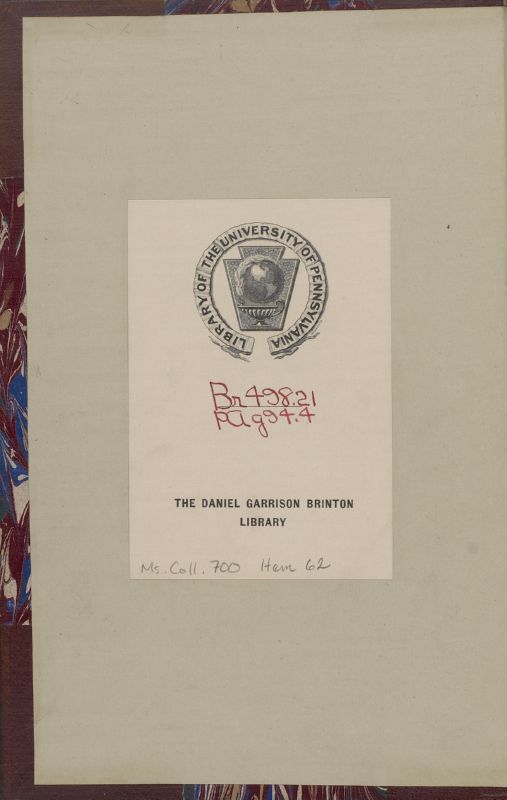 LIBRARY OF THE UNIVERSITY OF PENNSYLVANIA
Br498.21
pAg94.4
THE DANIEL GARRISON BRINTON
LIBRARY
Ms. Coll. 700 Item 62